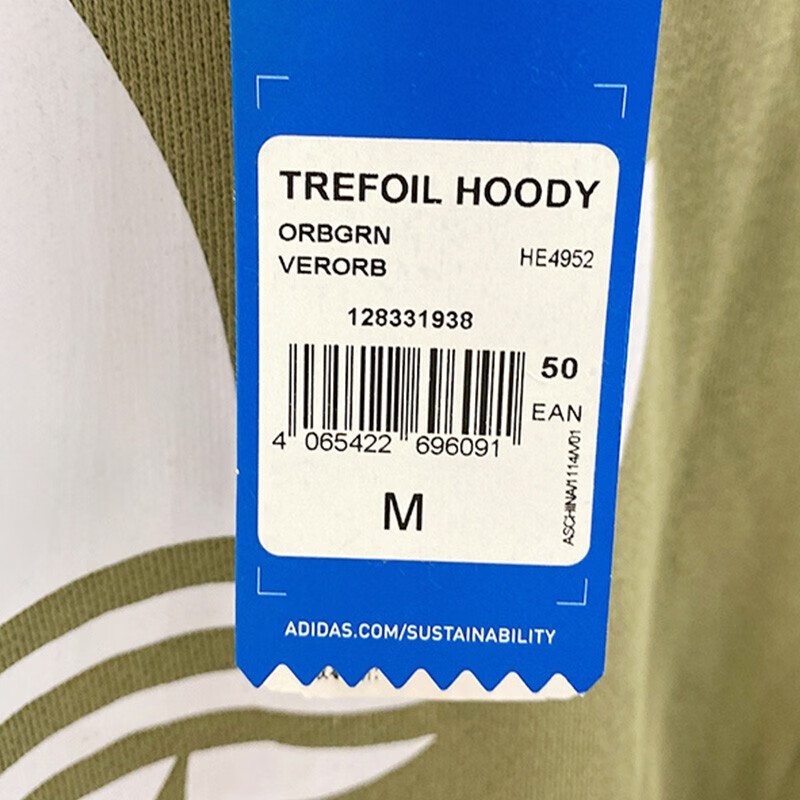 TREFOIL HOODY
ORBGRN
VERORB
HE4952
128331938
50
EAN
4 065422 696091
M
ASCHINA/1114/V01
ADIDAS.COM/SUSTAINABILITY